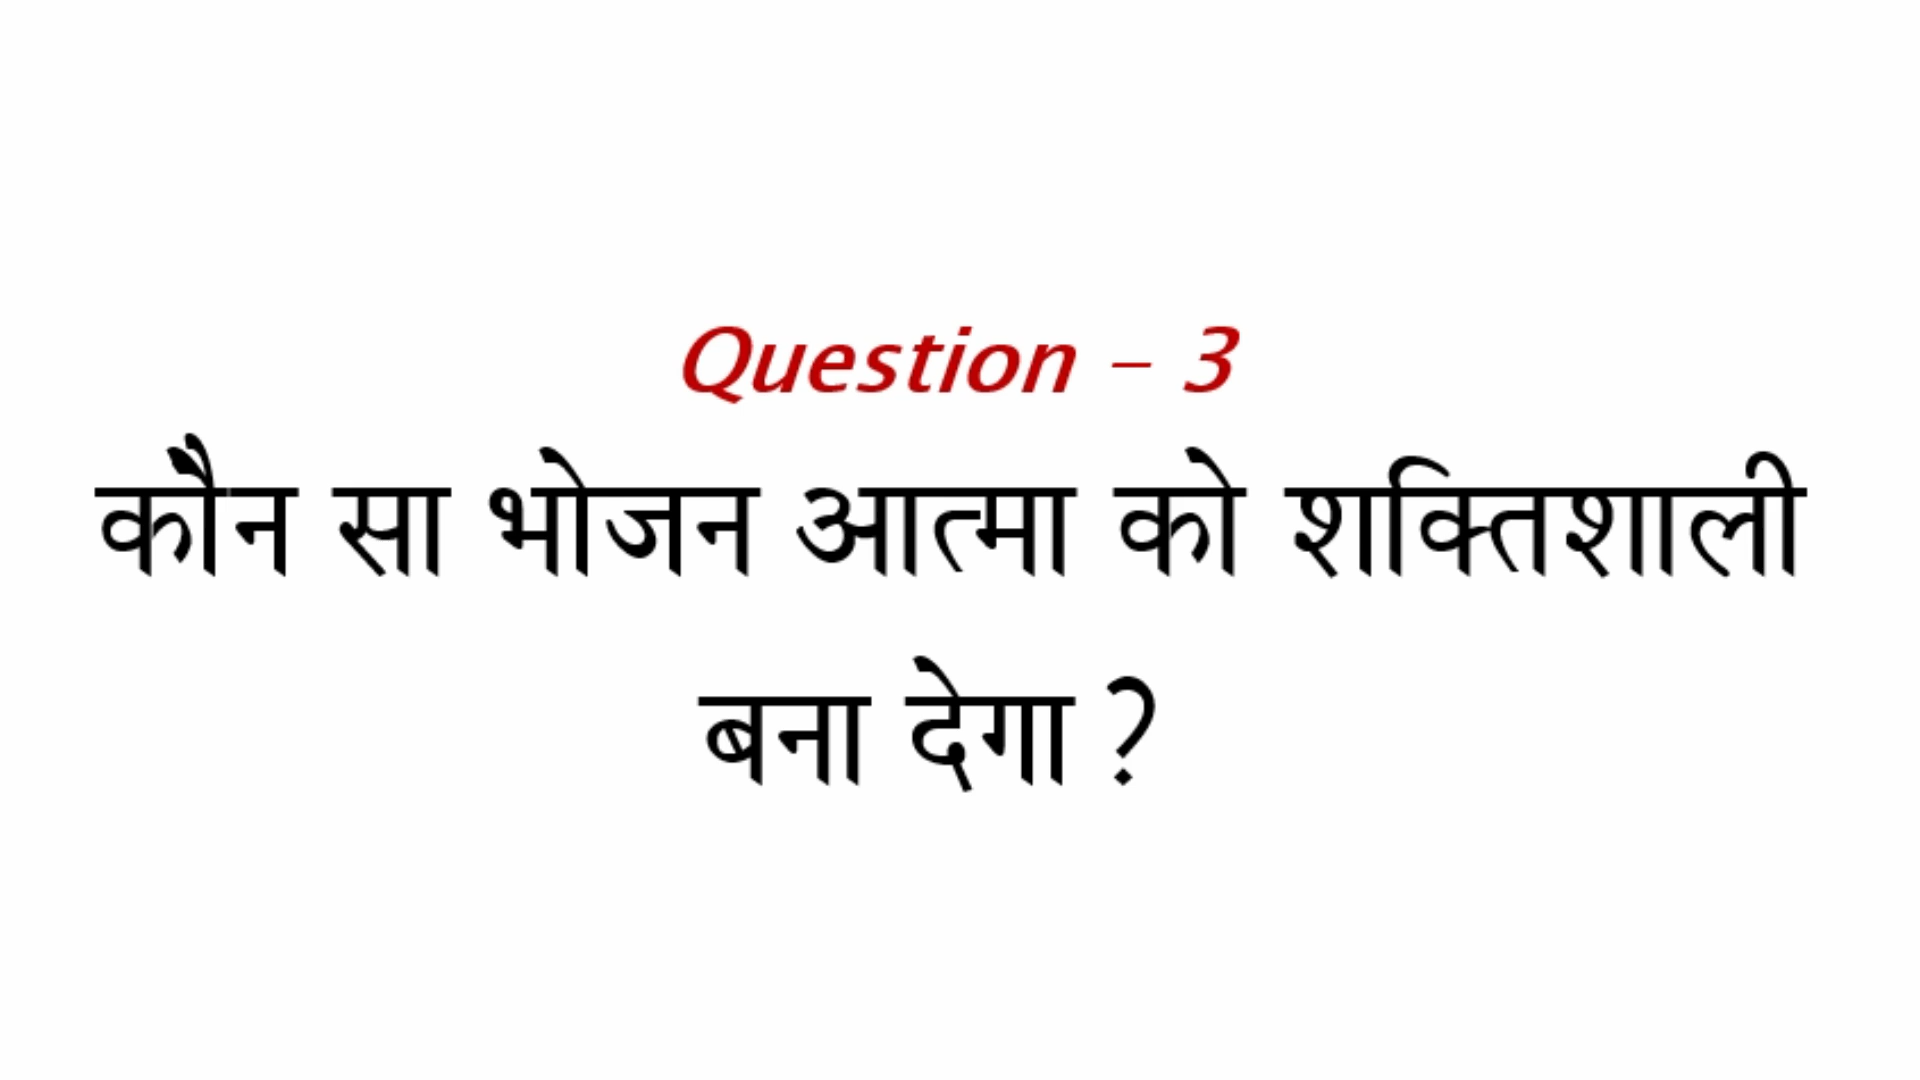 Question – 3
कौन सा भोजन आत्मा को शक्तिशाली
बना देगा ?